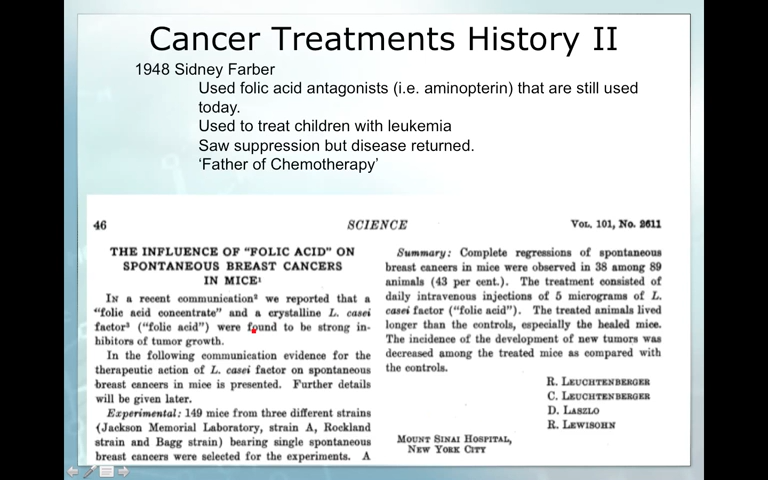 Cancer Treatments History II
1948 Sidney Farber
Used folic acid antagonists (i.e. aminopterin) that are still used
today.
Used to treat children with leukemia
Saw suppression but disease returned.
‘Father of Chemotherapy’
46
SCIENCE
VOL. 101, No. 2611
THE INFLUENCE OF "FOLIC ACID" ON
SPONTANEOUS BREAST CANCERS
IN MICE¹
IN a recent communication² we reported that a
"folic acid concentrate" and a crystalline L. casei
factor³ ("folic acid") were found to be strong in-
hibitors of tumor growth.
In the following communication evidence for the
therapeutic action of L. casei factor on spontaneous
breast cancers in mice is presented. Further details
will be given later.
Experimental: 149 mice from three different strains
(Jackson Memorial Laboratory, strain A, Rockland
strain and Bagg strain) bearing single spontaneous
breast cancers were selected for the experiments. A
Summary: Complete regressions of spontaneous
breast cancers in mice were observed in 38 among 89
animals (43 per cent.). The treatment consisted of
daily intravenous injections of 5 micrograms of L.
casei factor ("folic acid"). The treated animals lived
longer than the controls, especially the healed mice.
The incidence of the development of new tumors was
decreased among the treated mice as compared with
the controls.
R. LEUCHTENBERGER
C. LEUCHTENBERGER
D. LASZLO
R. LEWISOHN
MOUNT SINAI HOSPITAL,
NEW YORK CITY